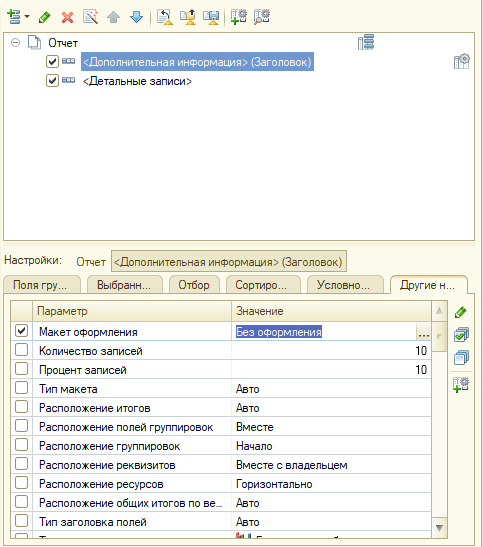 Отчет
<Дополнительная информация> (Заголовок)
<Детальные записи>
Настройки: Отчет <Дополнительная информация> (Заголовок)
Поля гру... Выбранн... Отбор Сортиро... Условно... Другие н...
Параметр Значение
Макет оформления Без оформления ...
Количество записей 10
Процент записей 10
Тип макета Авто
Расположение итогов Авто
Расположение полей группировок Вместе
Расположение группировок Начало
Расположение реквизитов Вместе с владельцем
Расположение ресурсов Горизонтально
Расположение общих итогов по ве... Авто
Тип заголовка полей Авто